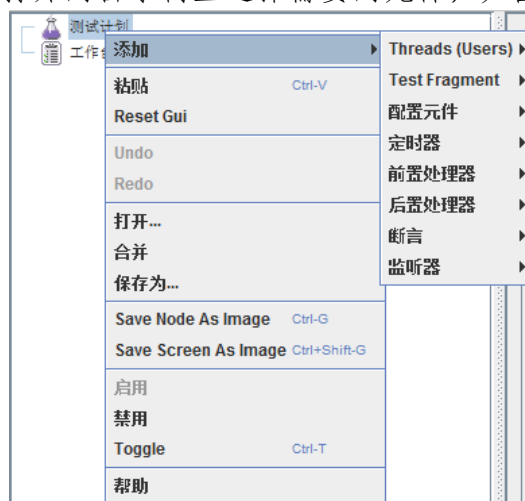 测试计划
工作
添加
粘贴 Ctrl-V
Reset Gui
Undo
Redo
打开...
合并
保存为...
Save Node As Image Ctrl-G
Save Screen As Image Ctrl+Shift-G
启用
禁用
Toggle Ctrl-T
帮助
Threads (Users)
Test Fragment
配置元件
定时器
前置处理器
后置处理器
断言
监听器